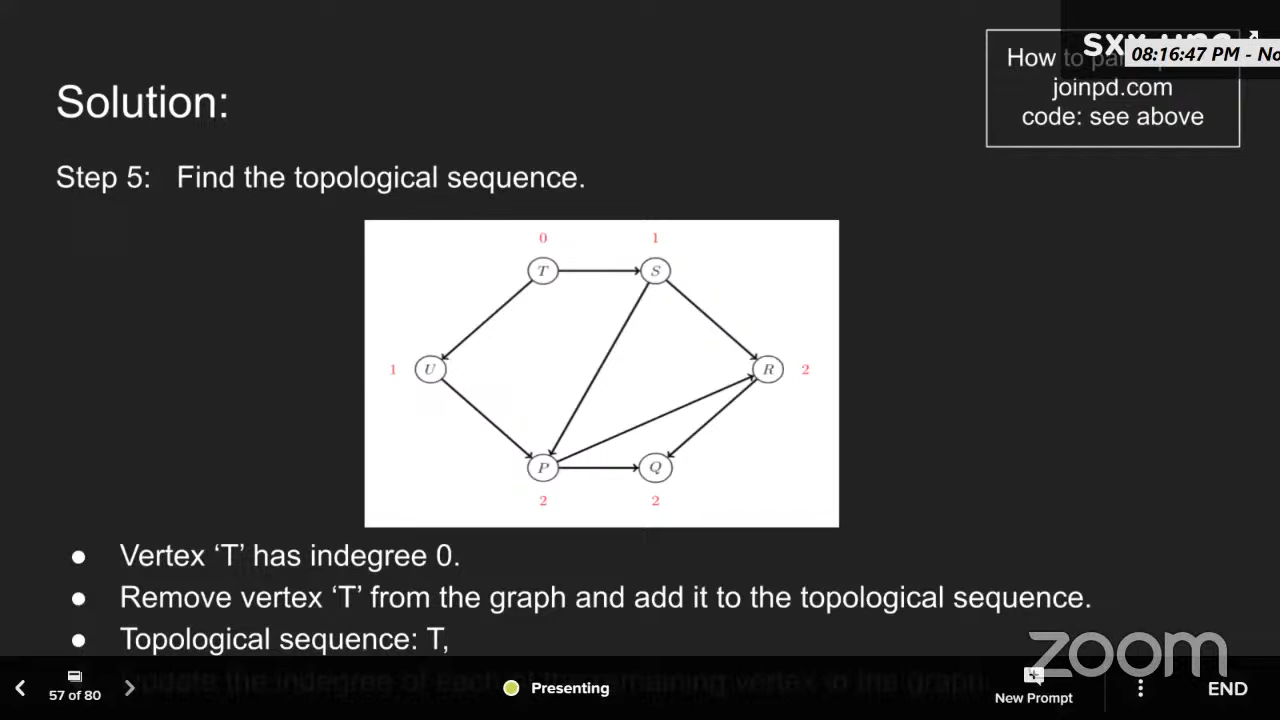 Solution:
How to
joinpd.com
code: see above
08:16:47 PM - No
Step 5: Find the topological sequence.
0 1
T S
1 U R 2
P Q
2 2
● Vertex ‘T’ has indegree 0.
● Remove vertex ‘T’ from the graph and add it to the topological sequence.
● Topological sequence: T,
zoom
57 of 80
Presenting
New Prompt
END